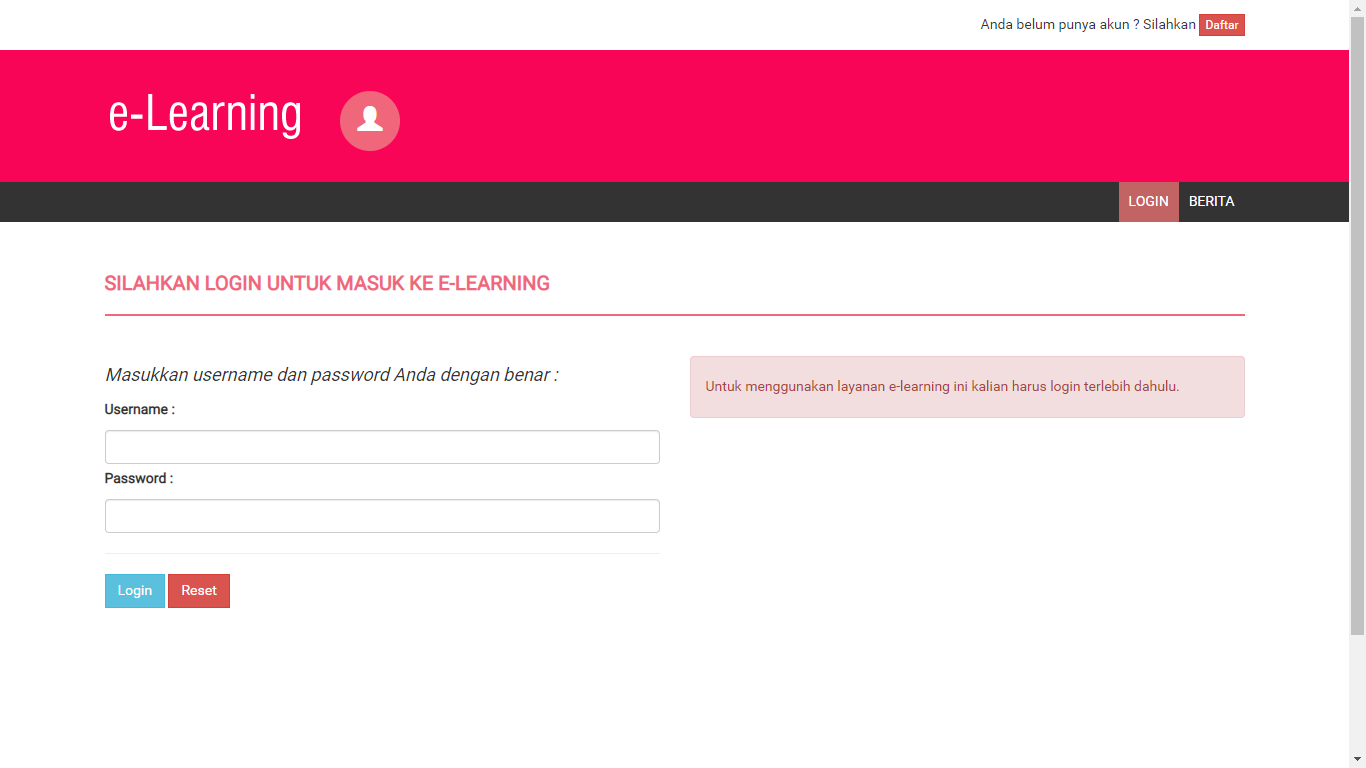 Anda belum punya akun ? Silahkan Daftar
e-Learning
LOGIN BERITA
SILAHKAN LOGIN UNTUK MASUK KE E-LEARNING
Masukkan username dan password Anda dengan benar :
Username :
Password :
Login Reset
Untuk menggunakan layanan e-learning ini kalian harus login terlebih dahulu.